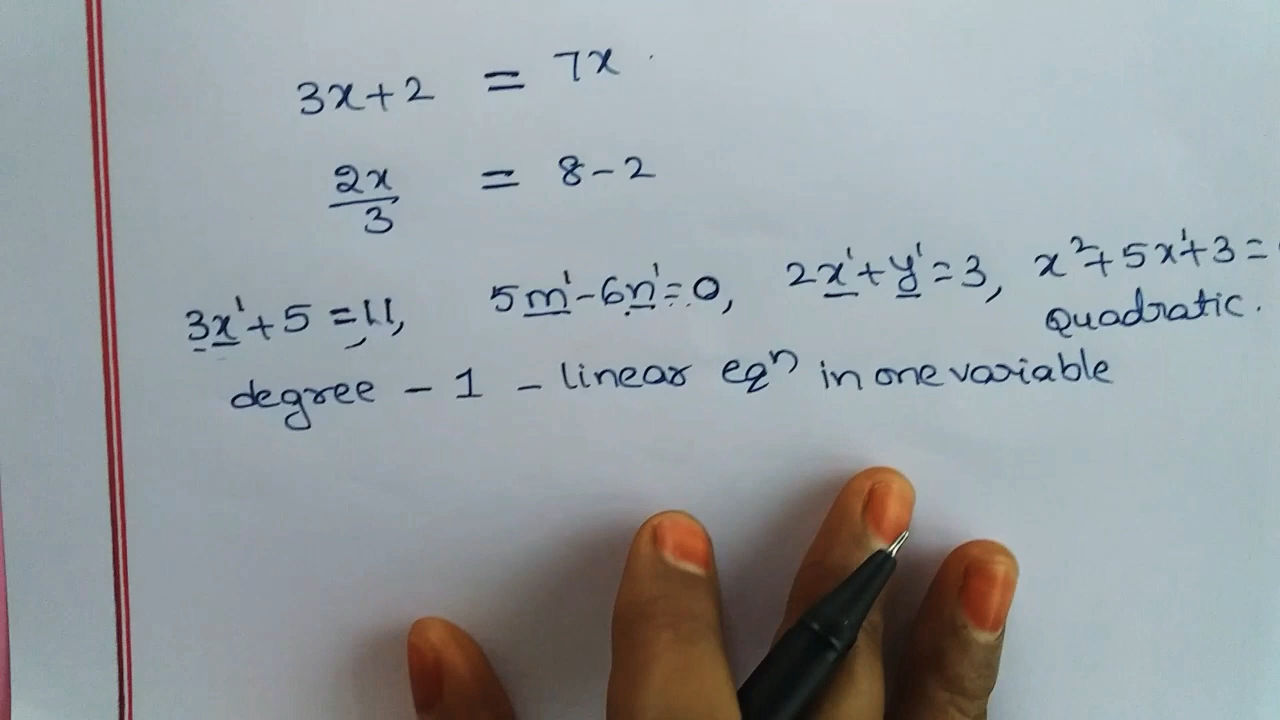 3x+2 = 7x
2x/3 = 8-2
3x¹+5=11, 5m¹-6n¹=0, 2x¹+y¹=3, x²+5x¹+3=
Quadratic.
degree - 1 - linear eqⁿ in one variable